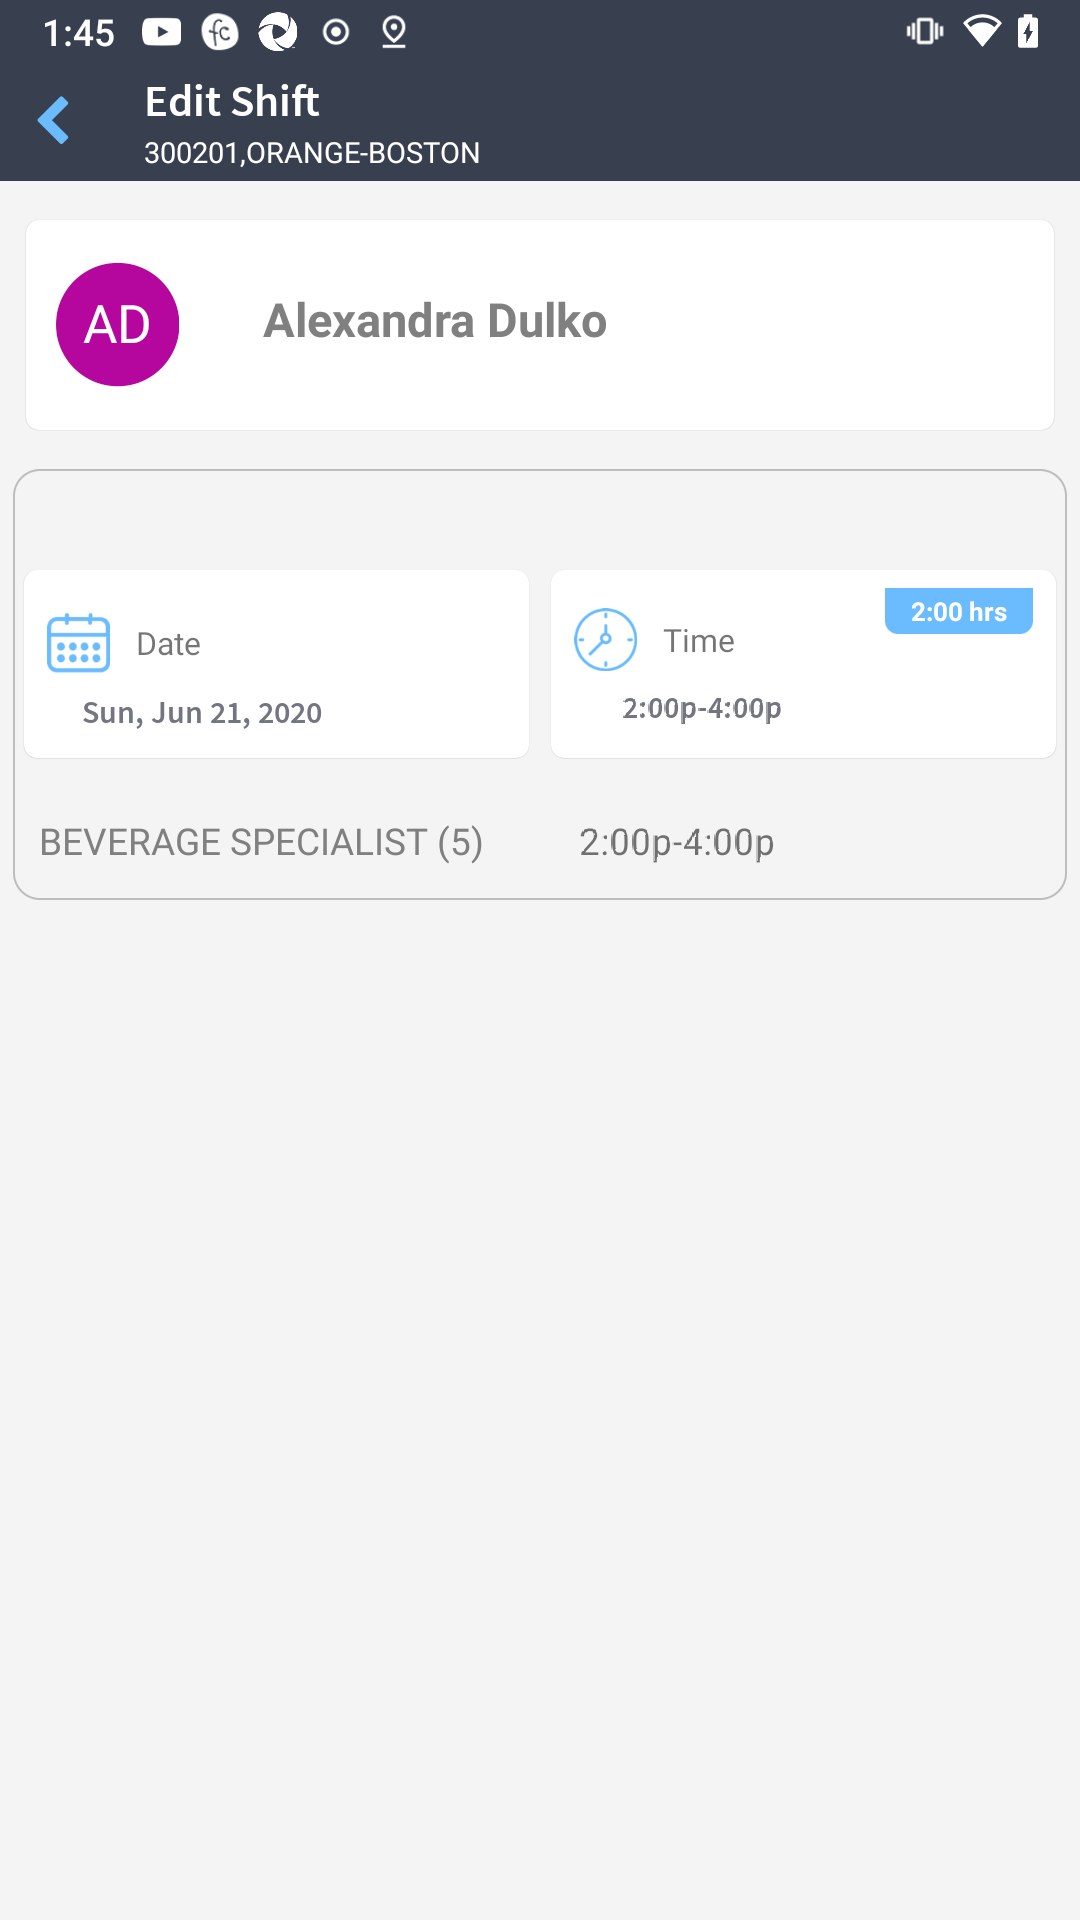 1:45
Edit Shift
300201,ORANGE-BOSTON
AD
Alexandra Dulko
2:00 hrs
Date
Time
Sun, Jun 21, 2020
2:00p-4:00p
BEVERAGE SPECIALIST (5)
2:00p-4:00p